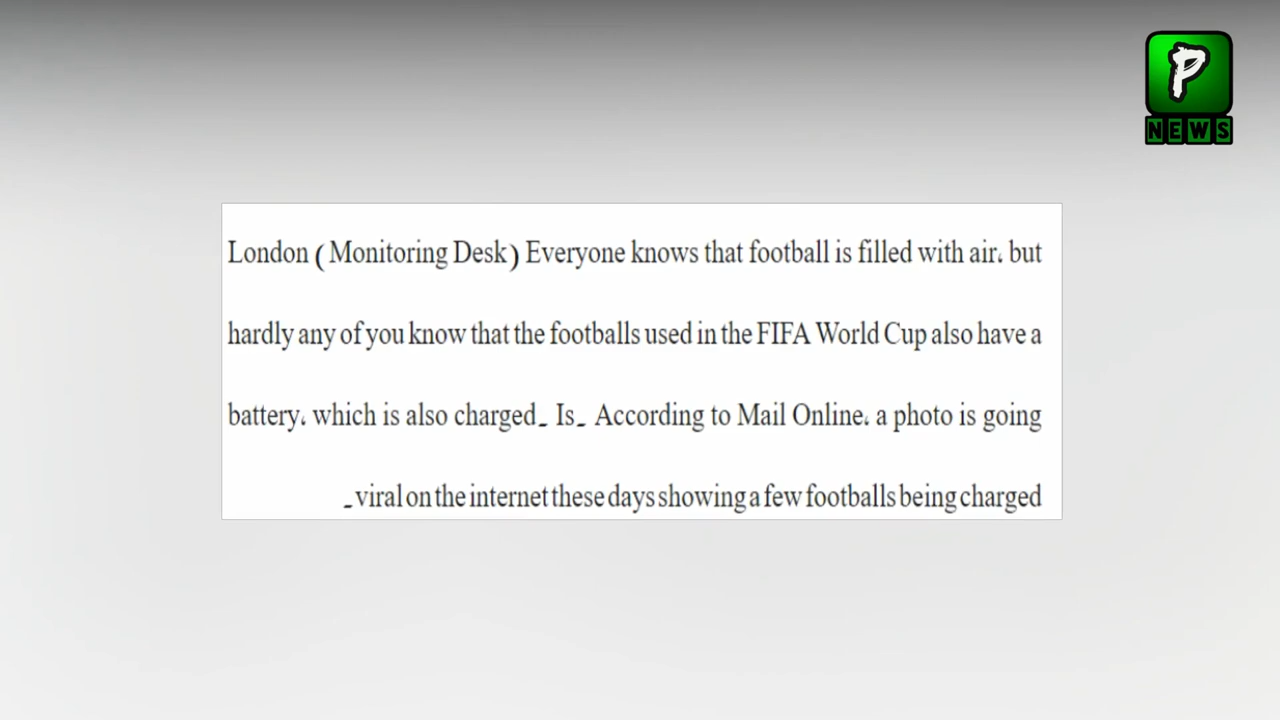 P
NEWS
London ( Monitoring Desk) Everyone knows that football is filled with air، but
hardly any of you know that the footballs used in the FIFA World Cup also have a
battery، which is also charged۔ Is۔ According to Mail Online، a photo is going
۔viral on the internet these days showing a few footballs being charged